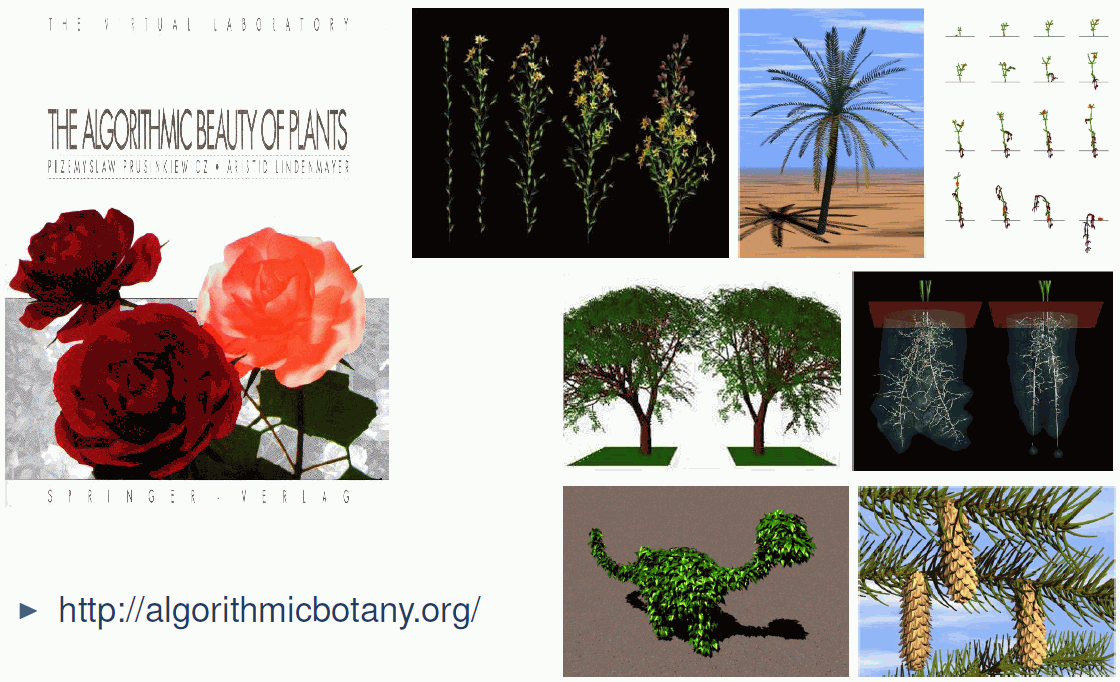 THE VIRTUAL LABORATORY
THE ALGORITHMIC BEAUTY OF PLANTS
PRZEMYSLAW PRUSINKIEWICZ • ARISTID LINDENMAYER
SPRINGER - VERLAG
http://algorithmicbotany.org/